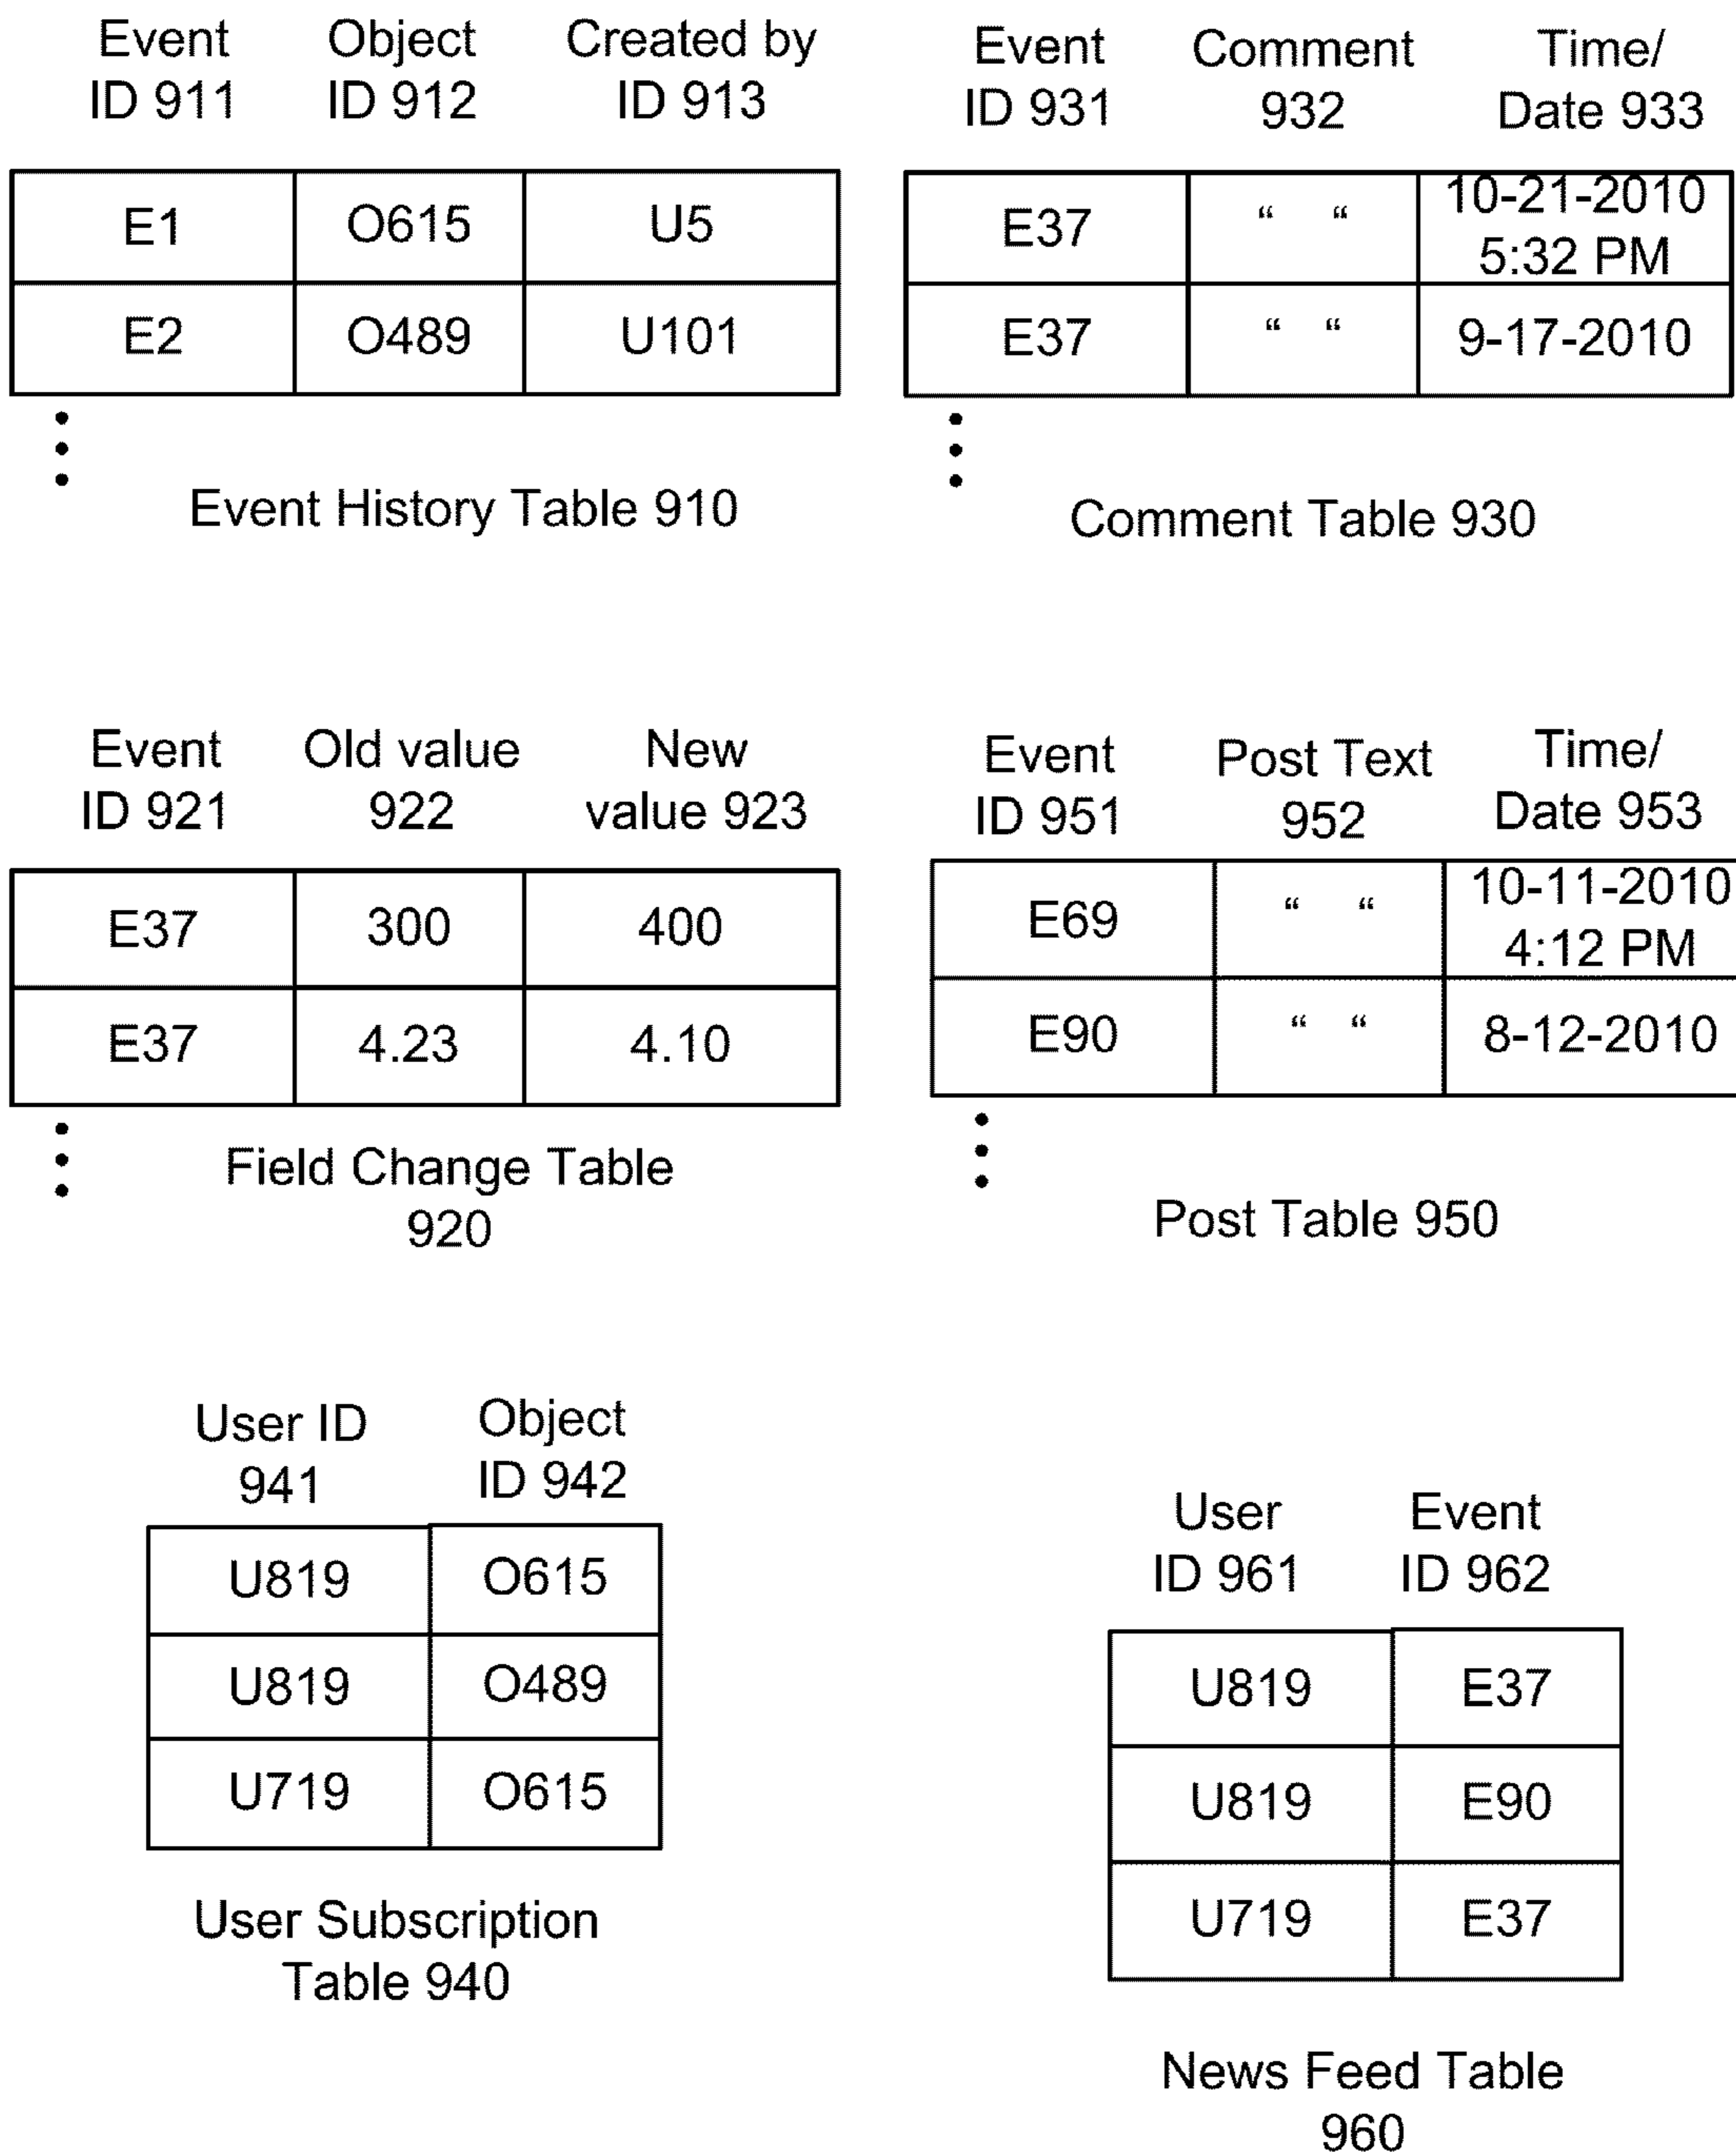 Event Object Created by
ID 911 ID 912 ID 913
E1 O615 U5
E2 O489 U101
Event History Table 910
Event Comment Time/
ID 931 932 Date 933
E37 “ “ 10-21-2010
5:32 PM
E37 “ “ 9-17-2010
Comment Table 930
Event Old value New
ID 921 922 value 923
E37 300 400
E37 4.23 4.10
Field Change Table
920
Event Post Text Time/
ID 951 952 Date 953
E69 “ “ 10-11-2010
4:12 PM
E90 “ “ 8-12-2010
Post Table 950
User ID Object
941 ID 942
U819 O615
U819 O489
U719 O615
User Subscription
Table 940
User Event
ID 961 ID 962
U819 E37
U819 E90
U719 E37
News Feed Table
960